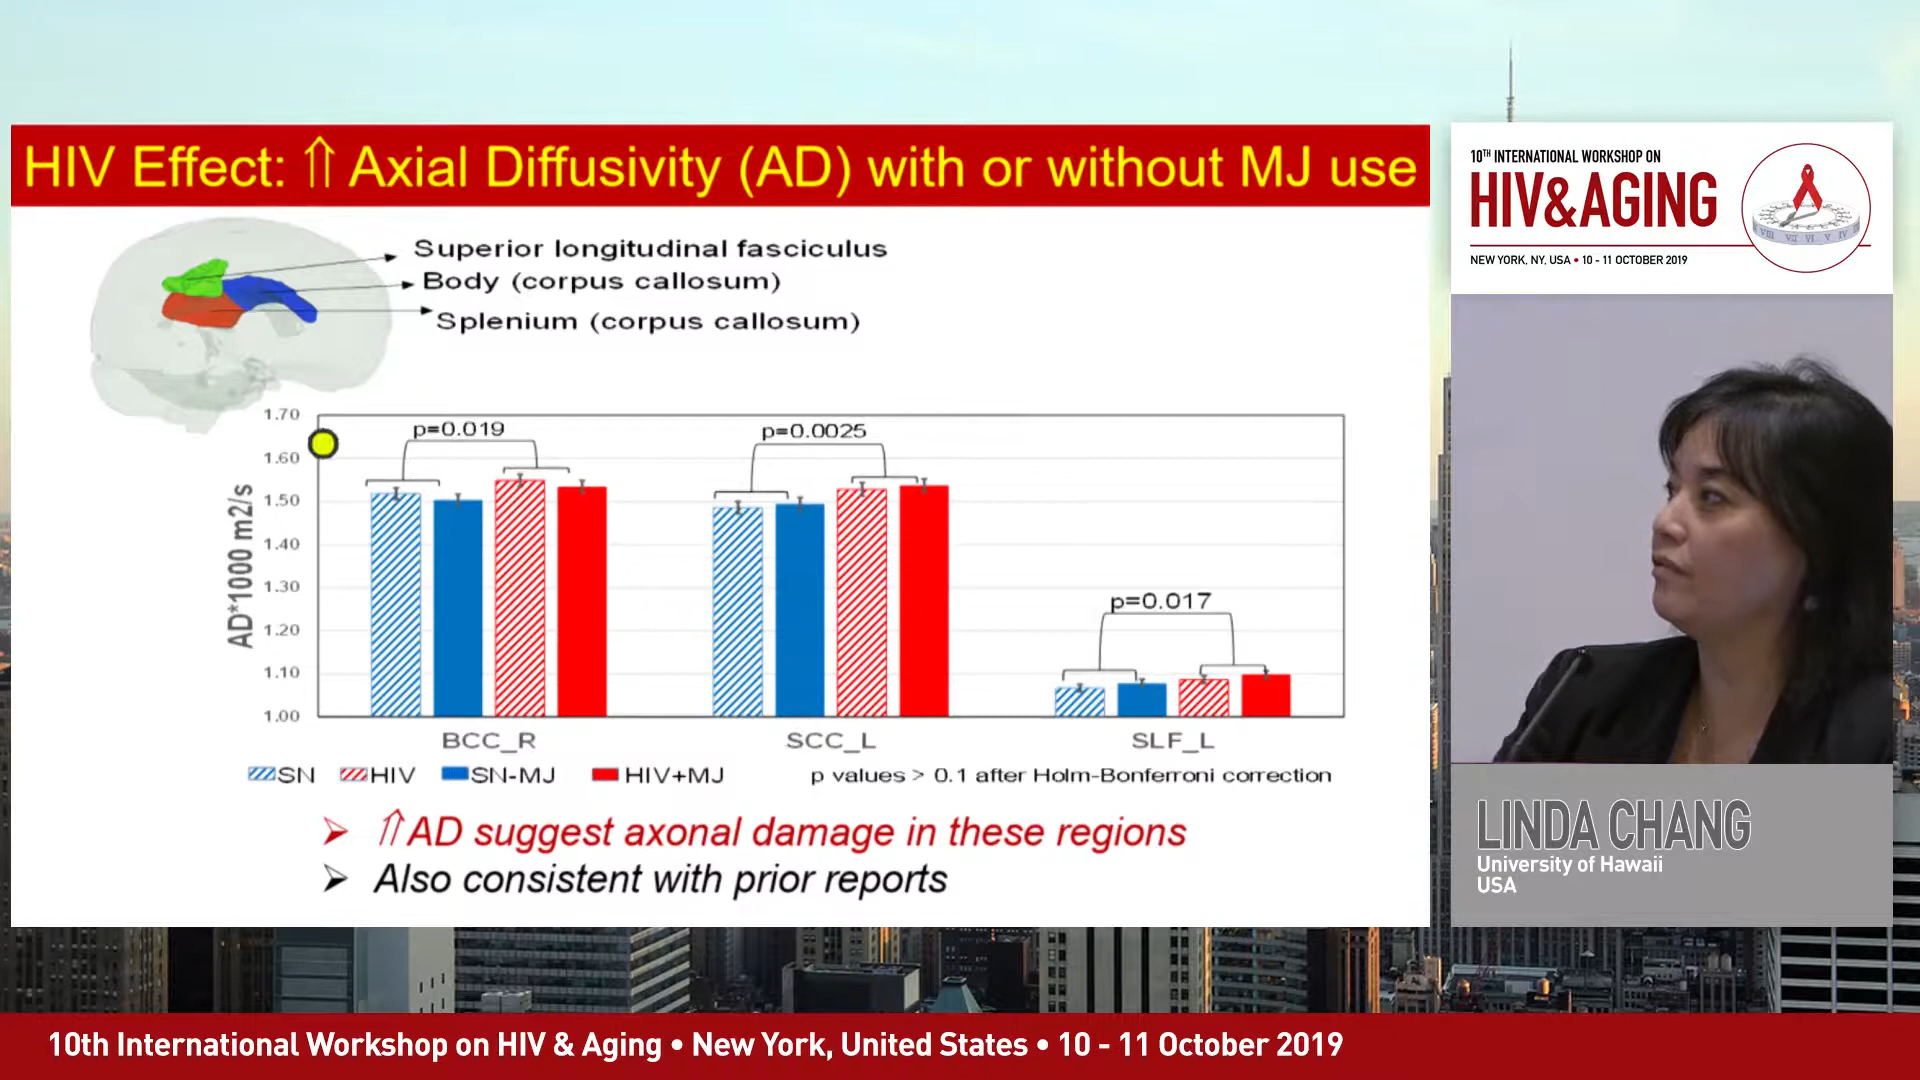 HIV Effect: ⇑ Axial Diffusivity (AD) with or without MJ use
Superior longitudinal fasciculus
Body (corpus callosum)
Splenium (corpus callosum)
1.70
1.60
1.50
1.40
1.30
1.20
1.10
1.00
AD*1000 m2/s
p=0.019
p=0.0025
p=0.017
BCC_R
SCC_L
SLF_L
SN
HIV
SN-MJ
HIV+MJ
p values > 0.1 after Holm-Bonferroni correction
➢ ⇑AD suggest axonal damage in these regions
➢ Also consistent with prior reports
10TH INTERNATIONAL WORKSHOP ON
HIV&AGING
NEW YORK, NY, USA • 10 - 11 OCTOBER 2019
LINDA CHANG
University of Hawaii
USA
10th International Workshop on HIV & Aging • New York, United States • 10 - 11 October 2019